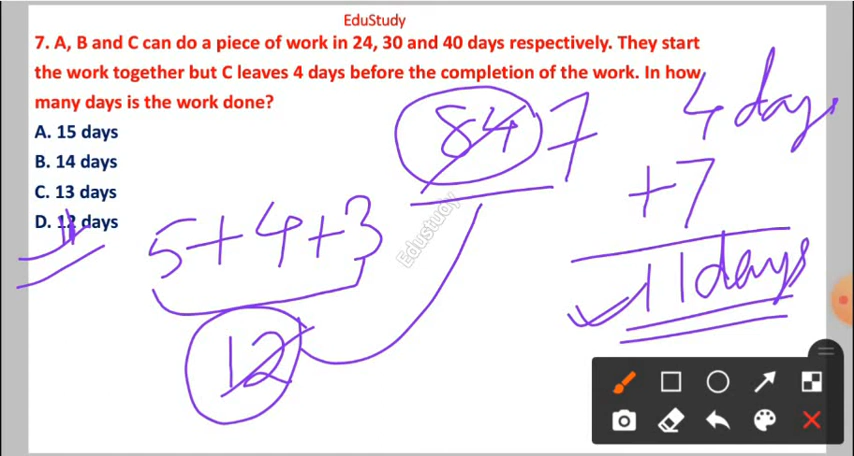 EduStudy
7. A, B and C can do a piece of work in 24, 30 and 40 days respectively. They start
the work together but C leaves 4 days before the completion of the work. In how
many days is the work done?
A. 15 days
B. 14 days
C. 13 days
D. 11 days
84 7
4 days
+7
11 days
5+4+3
12
Edustudy